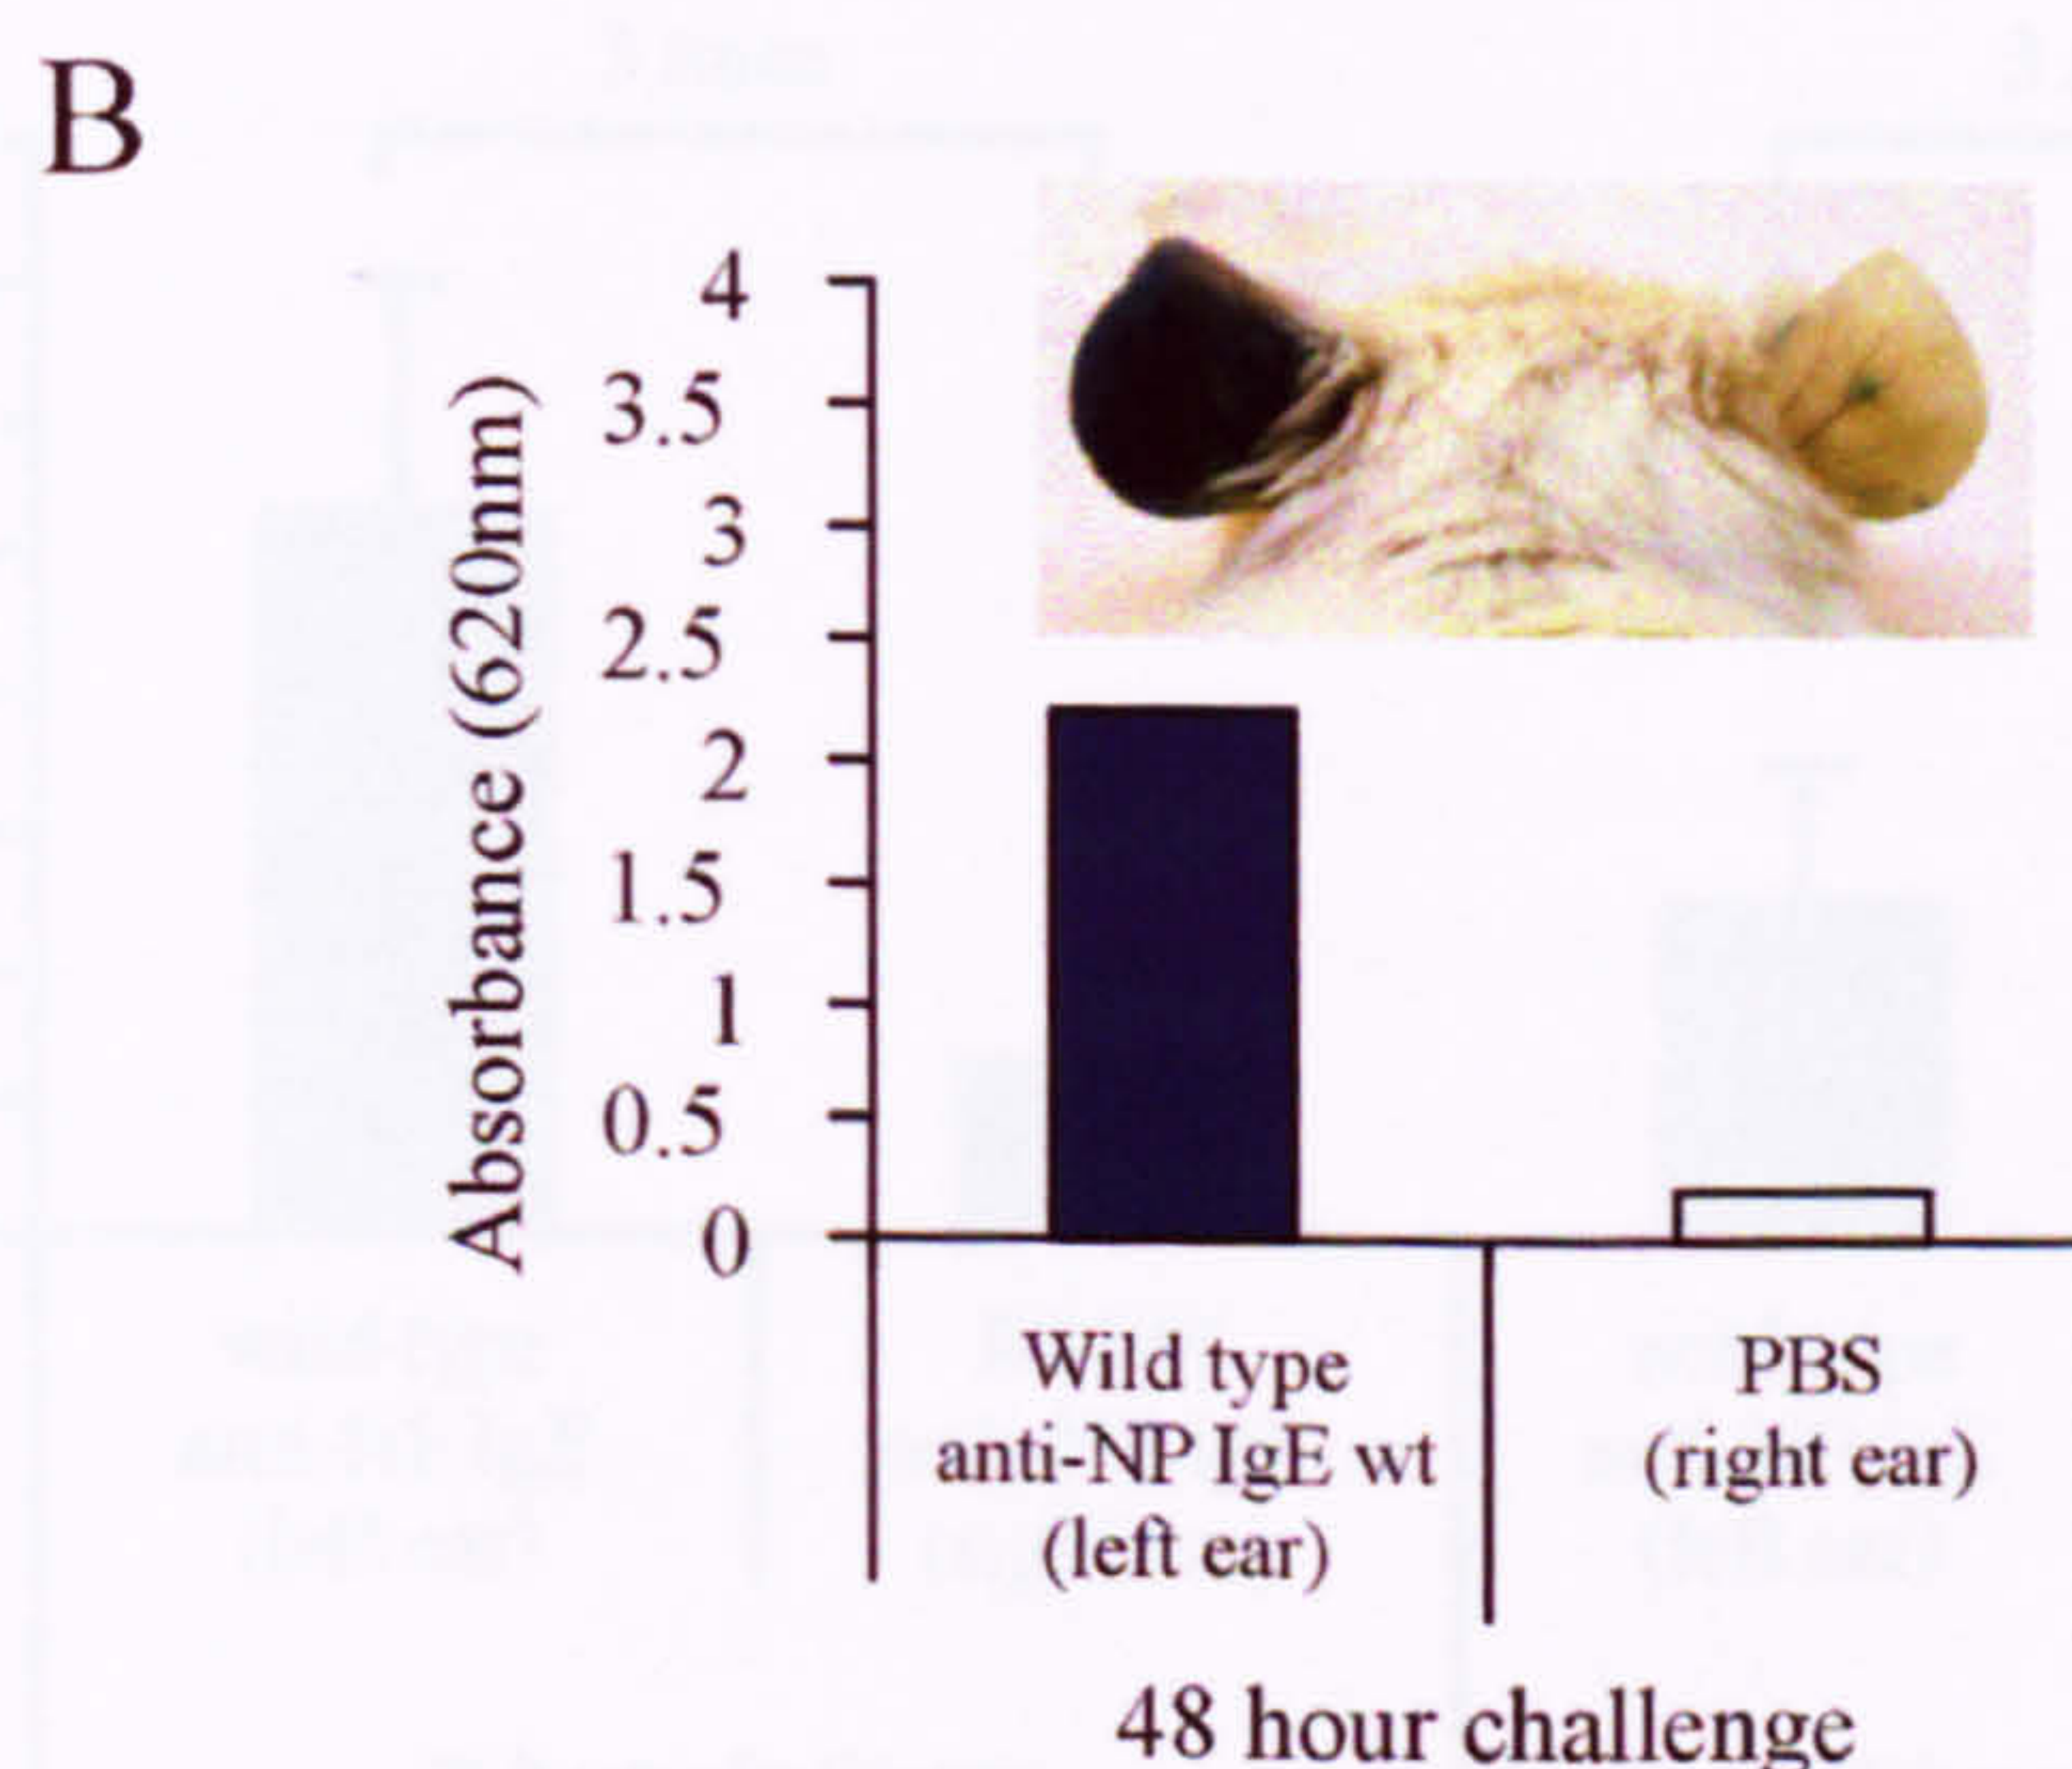 B
4
3.5
3
2.5
2
1.5
1
0.5
0
Absorbance (620nm)
Wild type
anti-NP IgE wt
(left ear)
PBS
(right ear)
48 hour challenge